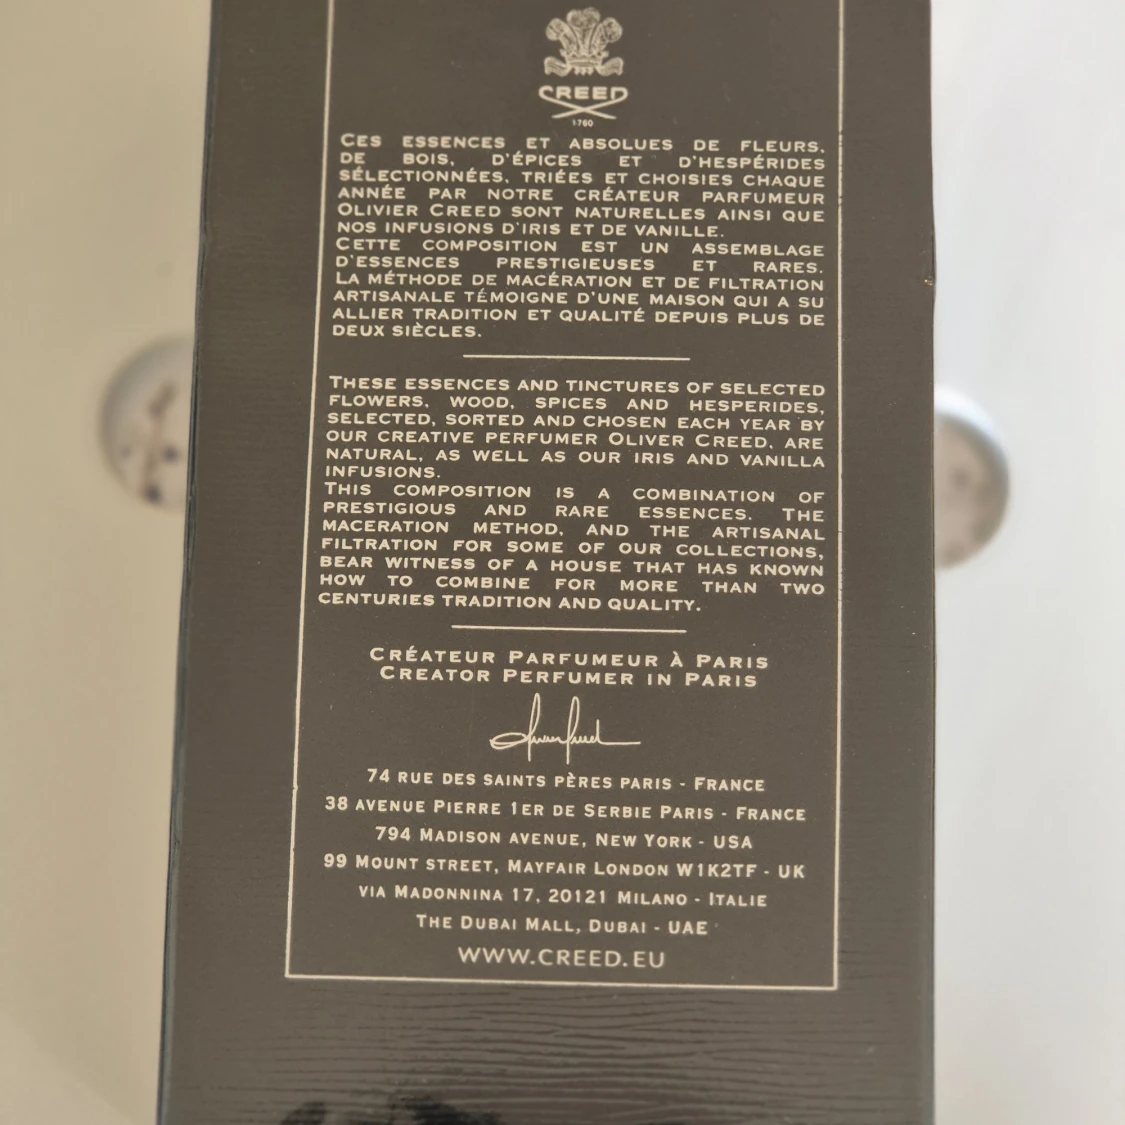 CREED
1760
CES ESSENCES ET ABSOLUES DE FLEURS,
DE BOIS, D'ÉPICES ET D'HESPÉRIDES
SÉLECTIONNÉES, TRIÉES ET CHOISIES CHAQUE
ANNÉE PAR NOTRE CRÉATEUR PARFUMEUR
OLIVIER CREED SONT NATURELLES AINSI QUE
NOS INFUSIONS D'IRIS ET DE VANILLE.
CETTE COMPOSITION EST UN ASSEMBLAGE
D'ESSENCES PRESTIGIEUSES ET RARES.
LA MÉTHODE DE MACÉRATION ET DE FILTRATION
ARTISANALE TÉMOIGNE D'UNE MAISON QUI A SU
ALLIER TRADITION ET QUALITÉ DEPUIS PLUS DE
DEUX SIÈCLES.
THESE ESSENCES AND TINCTURES OF SELECTED
FLOWERS, WOOD, SPICES AND HESPERIDES,
SELECTED, SORTED AND CHOSEN EACH YEAR BY
OUR CREATIVE PERFUMER OLIVER CREED, ARE
NATURAL, AS WELL AS OUR IRIS AND VANILLA
INFUSIONS.
THIS COMPOSITION IS A COMBINATION OF
PRESTIGIOUS AND RARE ESSENCES. THE
MACERATION METHOD, AND THE ARTISANAL
FILTRATION FOR SOME OF OUR COLLECTIONS,
BEAR WITNESS OF A HOUSE THAT HAS KNOWN
HOW TO COMBINE FOR MORE THAN TWO
CENTURIES TRADITION AND QUALITY.
CRÉATEUR PARFUMEUR À PARIS
CREATOR PERFUMER IN PARIS
74 RUE DES SAINTS PÈRES PARIS - FRANCE
38 AVENUE PIERRE 1ER DE SERBIE PARIS - FRANCE
794 MADISON AVENUE, NEW YORK - USA
99 MOUNT STREET, MAYFAIR LONDON W1K2TF - UK
VIA MADONNINA 17, 20121 MILANO - ITALIE
THE DUBAI MALL, DUBAI - UAE
WWW.CREED.EU